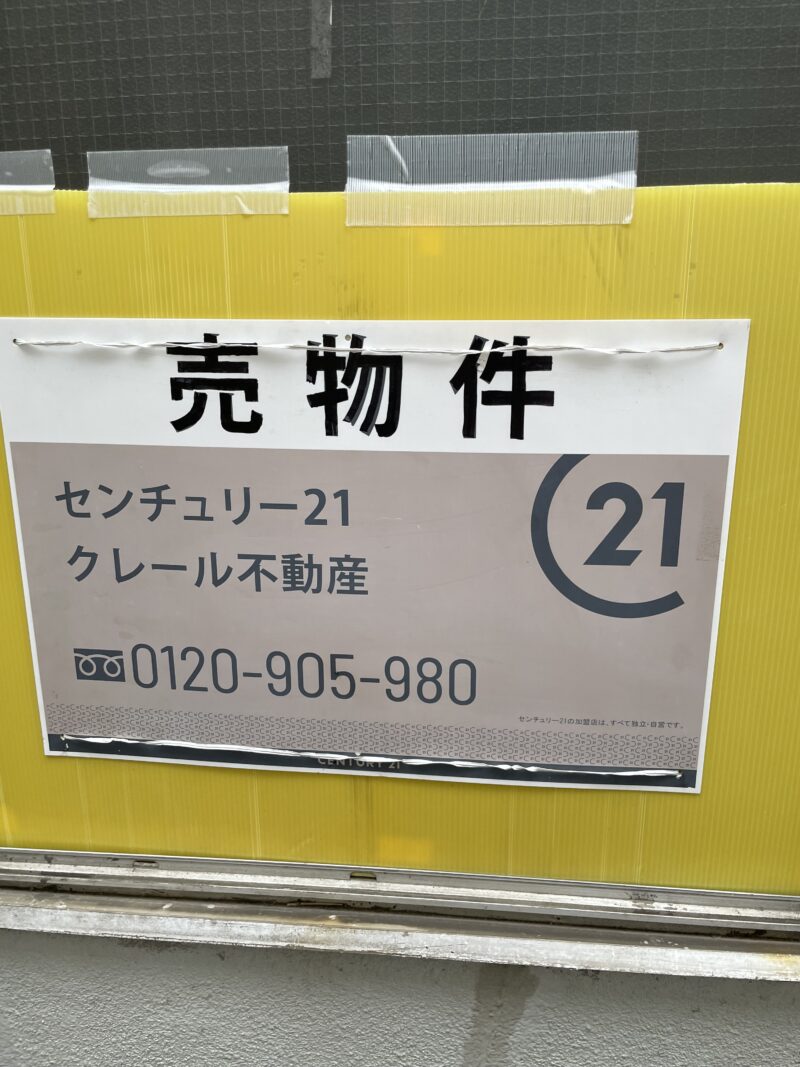 売物件
センチュリー21
クレール不動産
21
0120-905-980
センチュリー21の加盟店は、すべて独立・自営です。
CENTURY 21